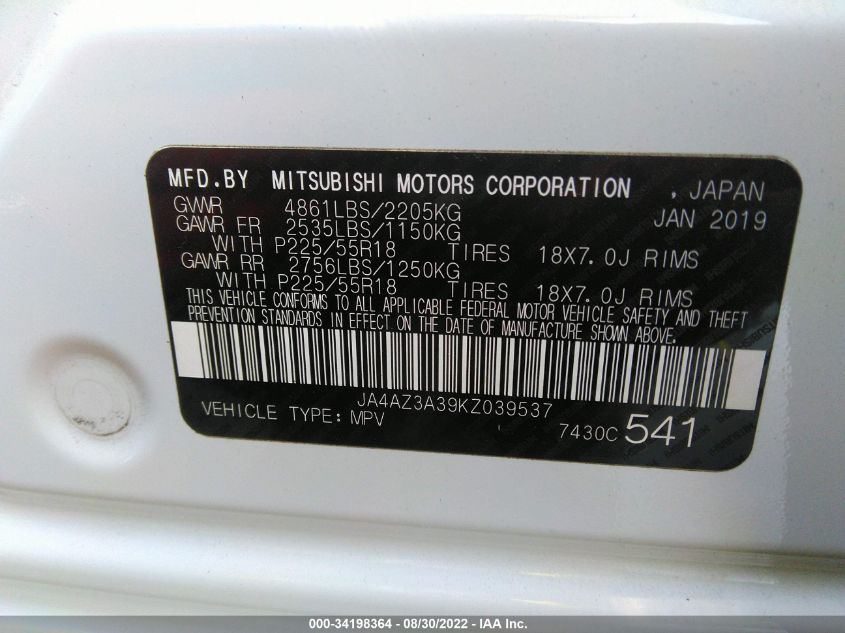 MFD.BY MITSUBISHI MOTORS CORPORATION , JAPAN
GVWR 4861LBS/2205KG JAN 2019
GAWR FR 2535LBS/1150KG
WITH P225/55R18 TIRES 18X7.0J RIMS
GAWR RR 2756LBS/1250KG
WITH P225/55R18 TIRES 18X7.0J RIMS
THIS VEHICLE CONFORMS TO ALL APPLICABLE FEDERAL MOTOR VEHICLE SAFETY AND THEFT
PREVENTION STANDARDS IN EFFECT ON THE DATE OF MANUFACTURE SHOWN ABOVE.
JA4AZ3A39KZ039537
VEHICLE TYPE: MPV 7430C 541
000-34198364 - 08/30/2022 - IAA Inc.